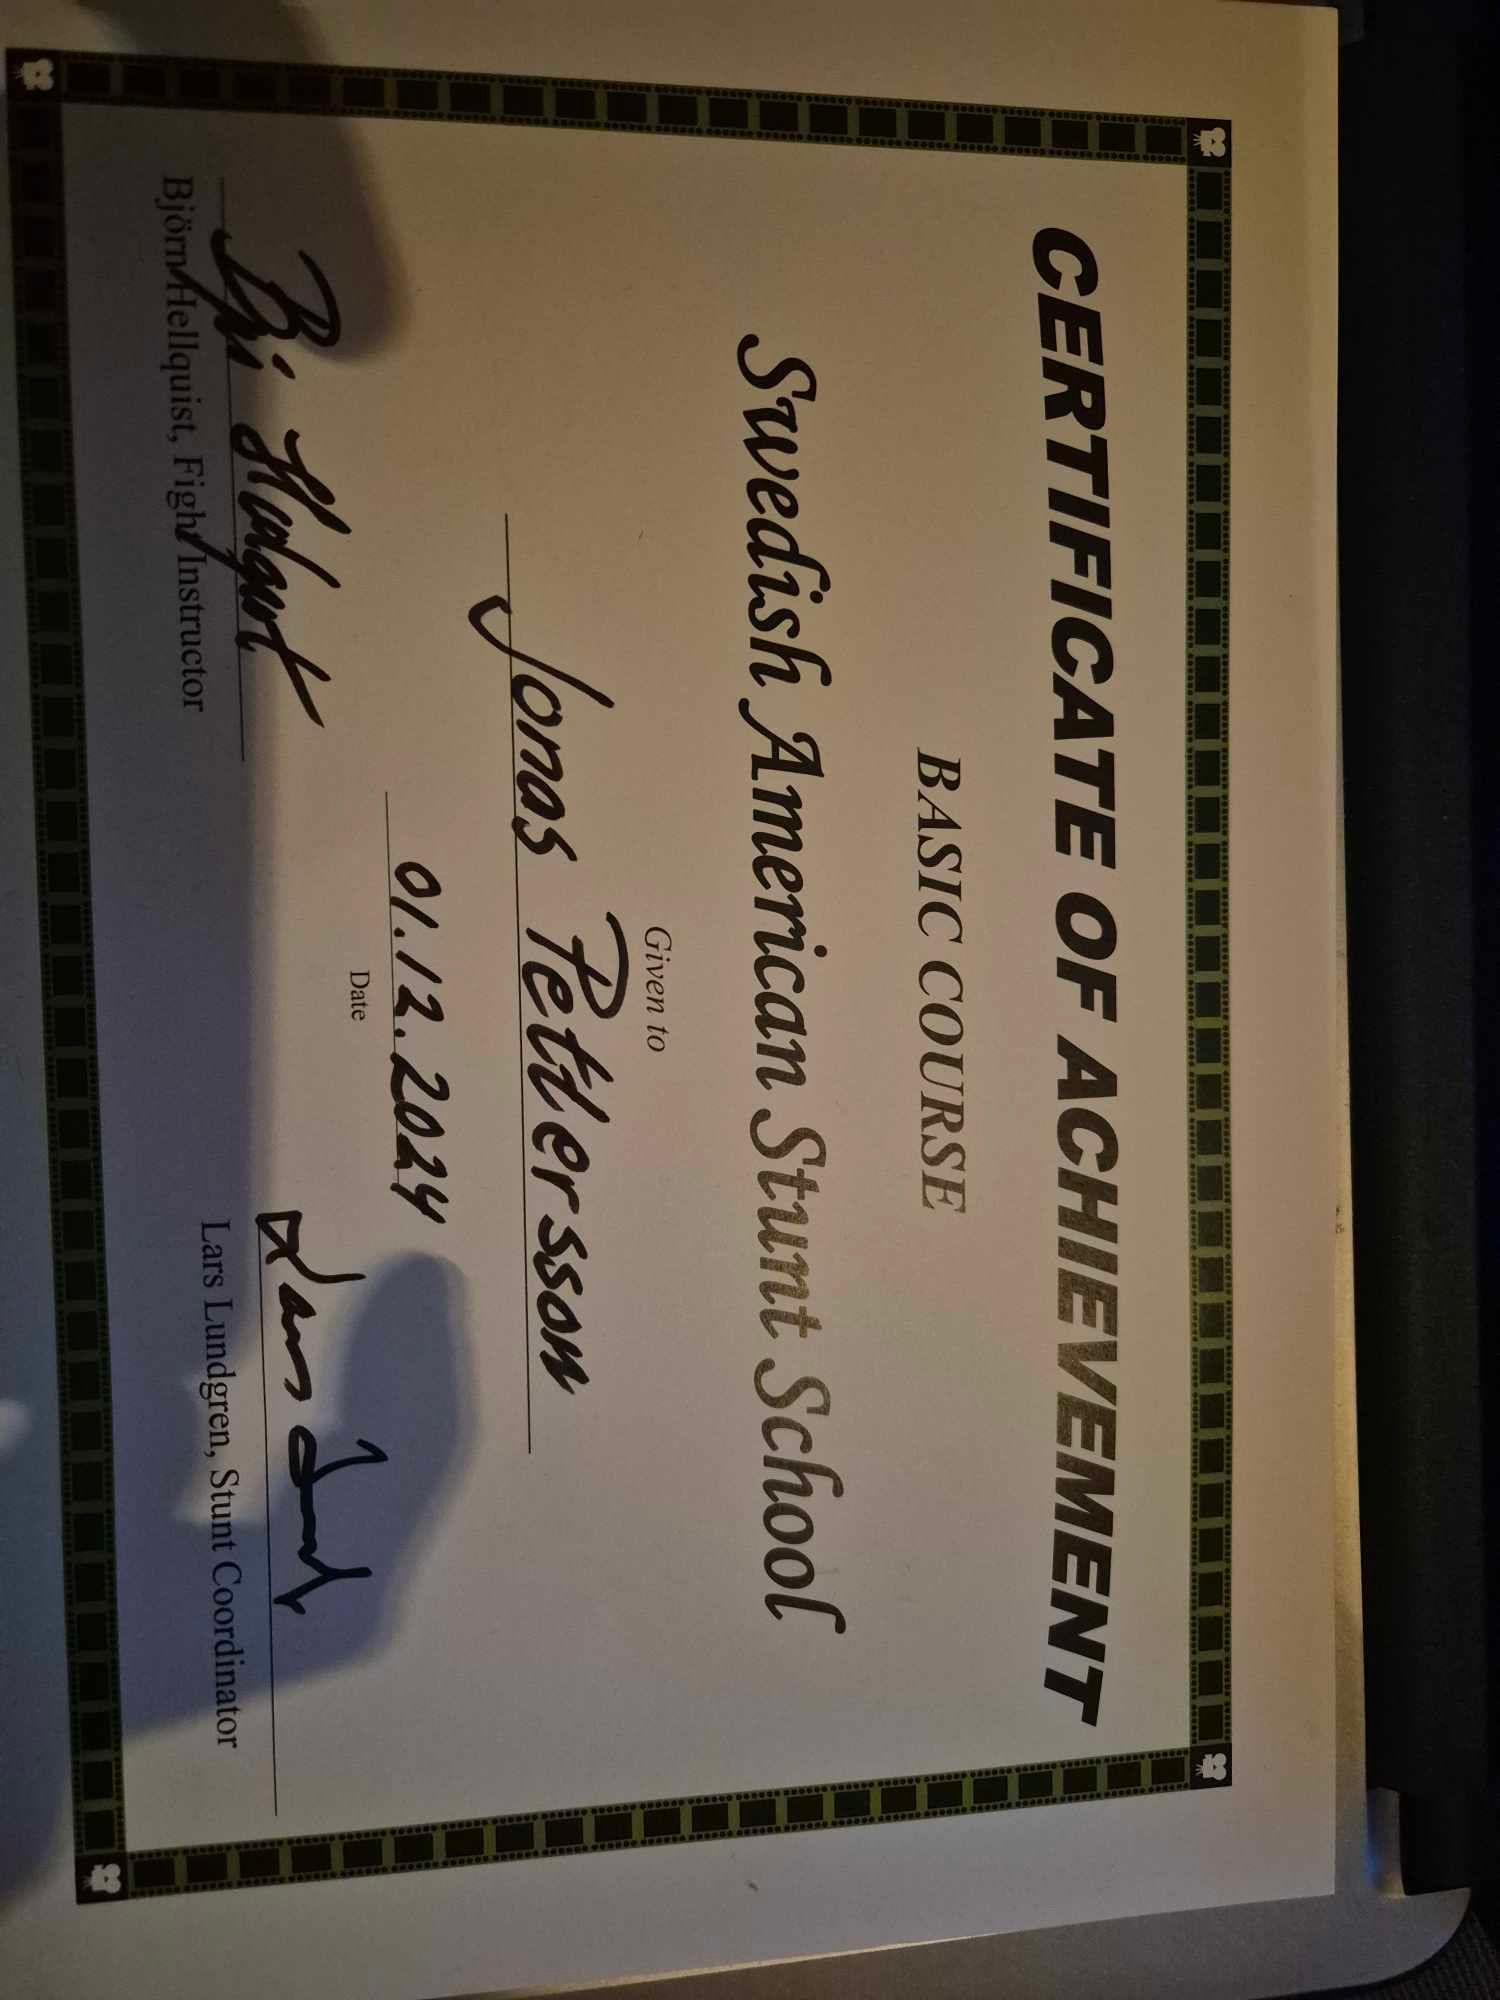 CERTIFICATE OF ACHIEVEMENT
BASIC COURSE
Swedish American Stunt School
Given to
Jonas Pettersson
01.12.2024
Date
Björn Hellquist, Fight Instructor
Lars Lundgren, Stunt Coordinator